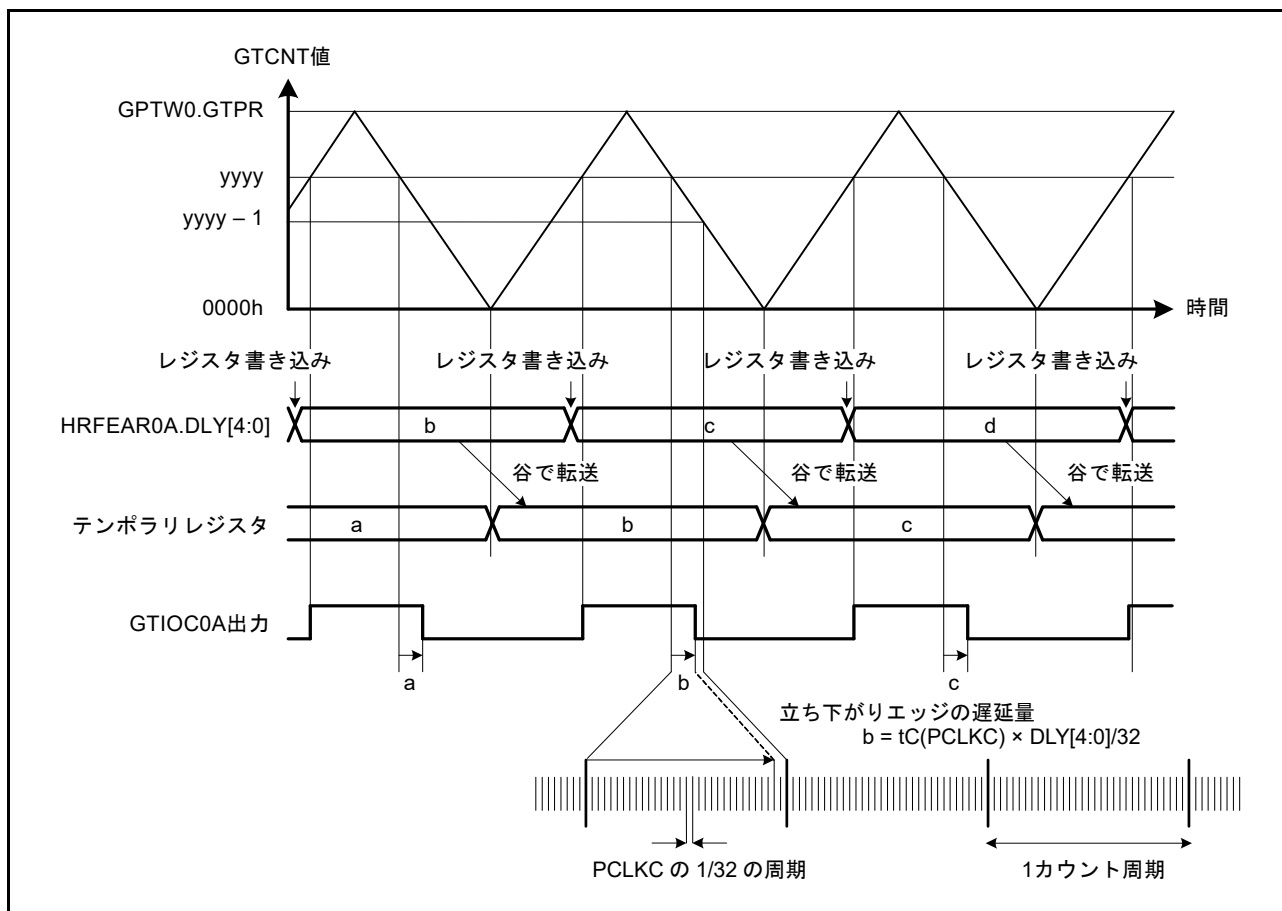 GTCNT値
GPTW0.GTPR
yyyy
yyyy – 1
0000h
時間
レジスタ書き込み
レジスタ書き込み
レジスタ書き込み
レジスタ書き込み
HRFEAR0A.DLY[4:0]
b
c
d
谷で転送
谷で転送
谷で転送
テンポラリレジスタ
a
b
c
GTIOC0A出力
a
b
c
立ち下がりエッジの遅延量
b = tC(PCLKC) × DLY[4:0]/32
PCLKC の 1/32 の周期
1カウント周期